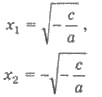 x₁ = √(-c/a),
x₂ = -√(-c/a)